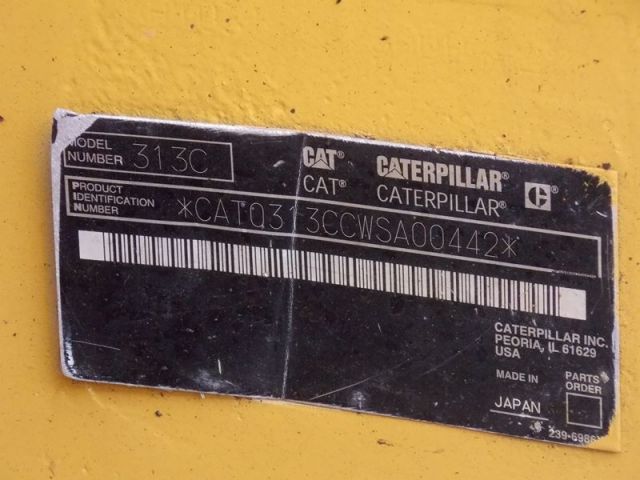 MODEL NUMBER 313C
CAT® CATERPILLAR® C®
CAT® CATERPILLAR®
PRODUCT IDENTIFICATION NUMBER *CAT0313CCWSA00442*
CATERPILLAR INC.
PEORIA, IL 61629
USA
MADE IN
JAPAN
PARTS ORDER